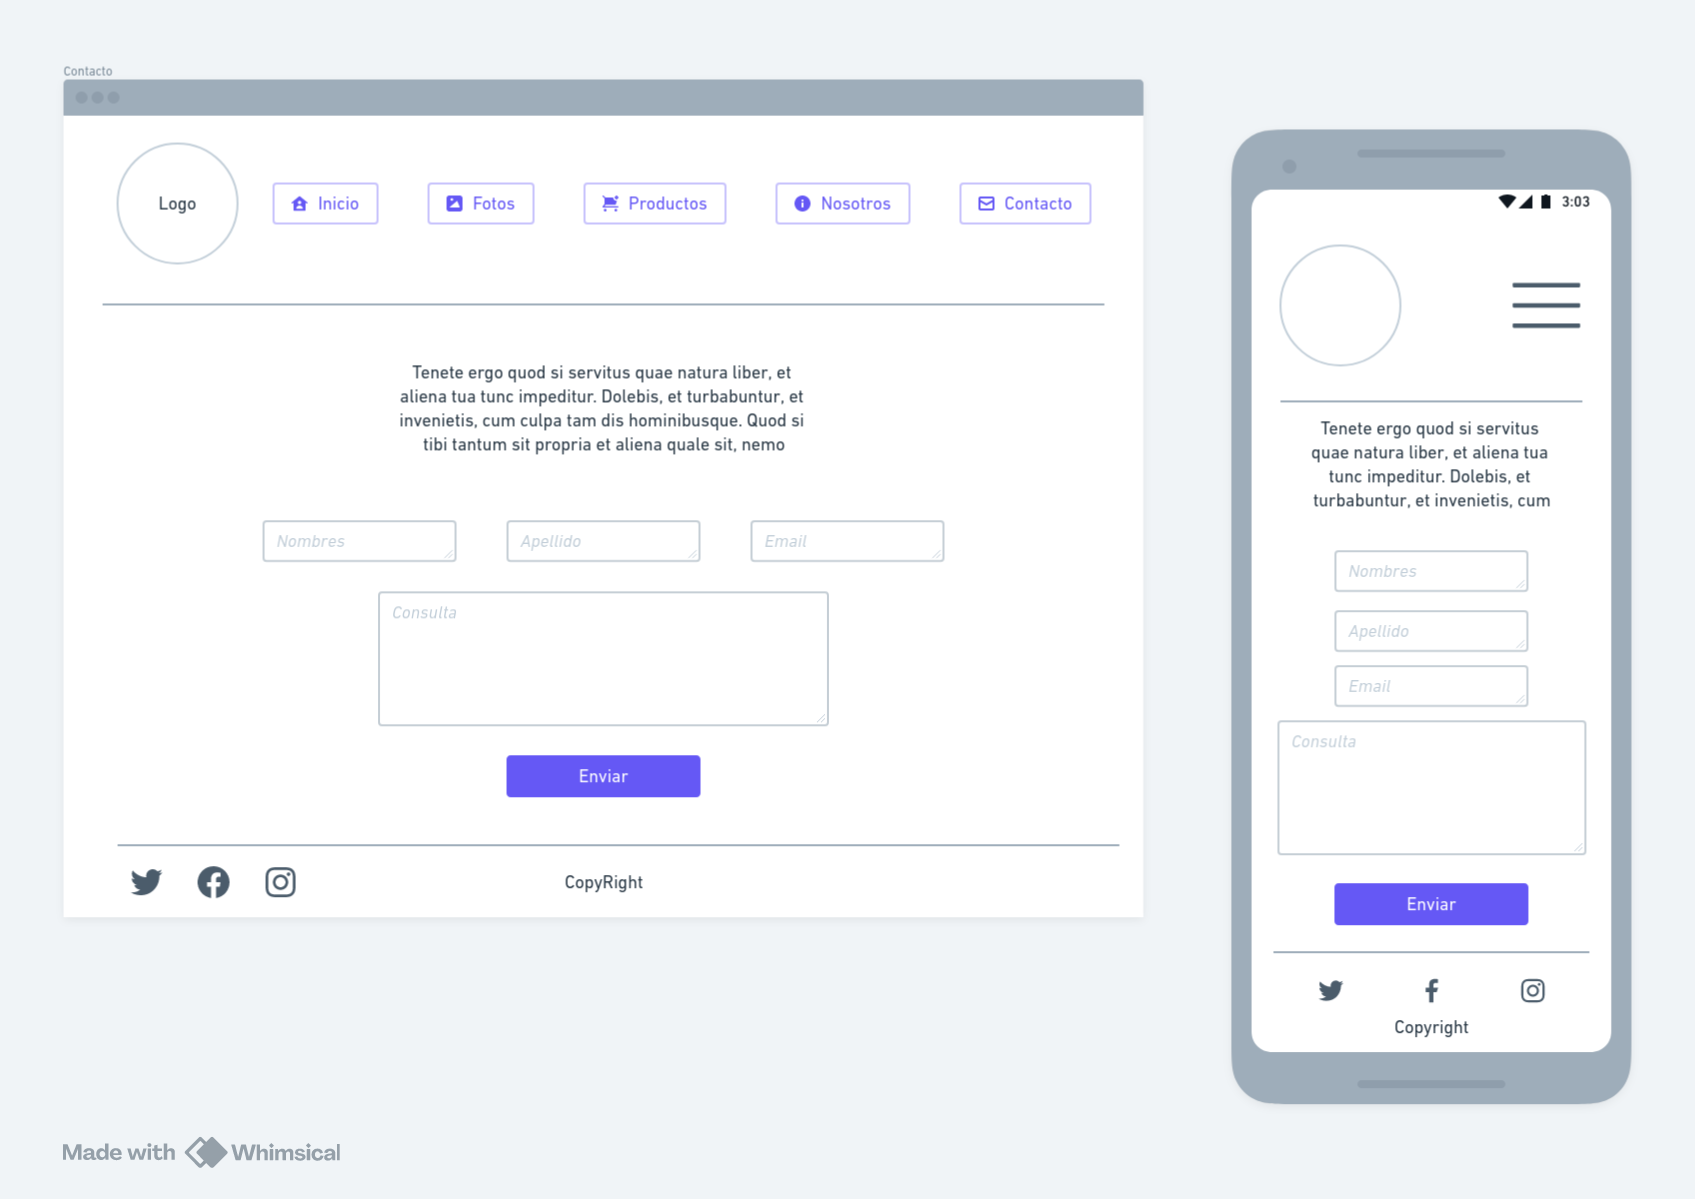 Contacto
Logo
Inicio
Fotos
Productos
Nosotros
Contacto
Tenete ergo quod si servitus quae natura liber, et
aliena tua tunc impeditur. Dolebis, et turbabuntur, et
invenietis, cum culpa tam dis hominibusque. Quod si
tibi tantum sit propria et aliena quale sit, nemo
Nombres
Apellido
Email
Consulta
Enviar
CopyRight
3:03
Tenete ergo quod si servitus
quae natura liber, et aliena tua
tunc impeditur. Dolebis, et
turbabuntur, et invenietis, cum
Nombres
Apellido
Email
Consulta
Enviar
Copyright
Made with Whimsical